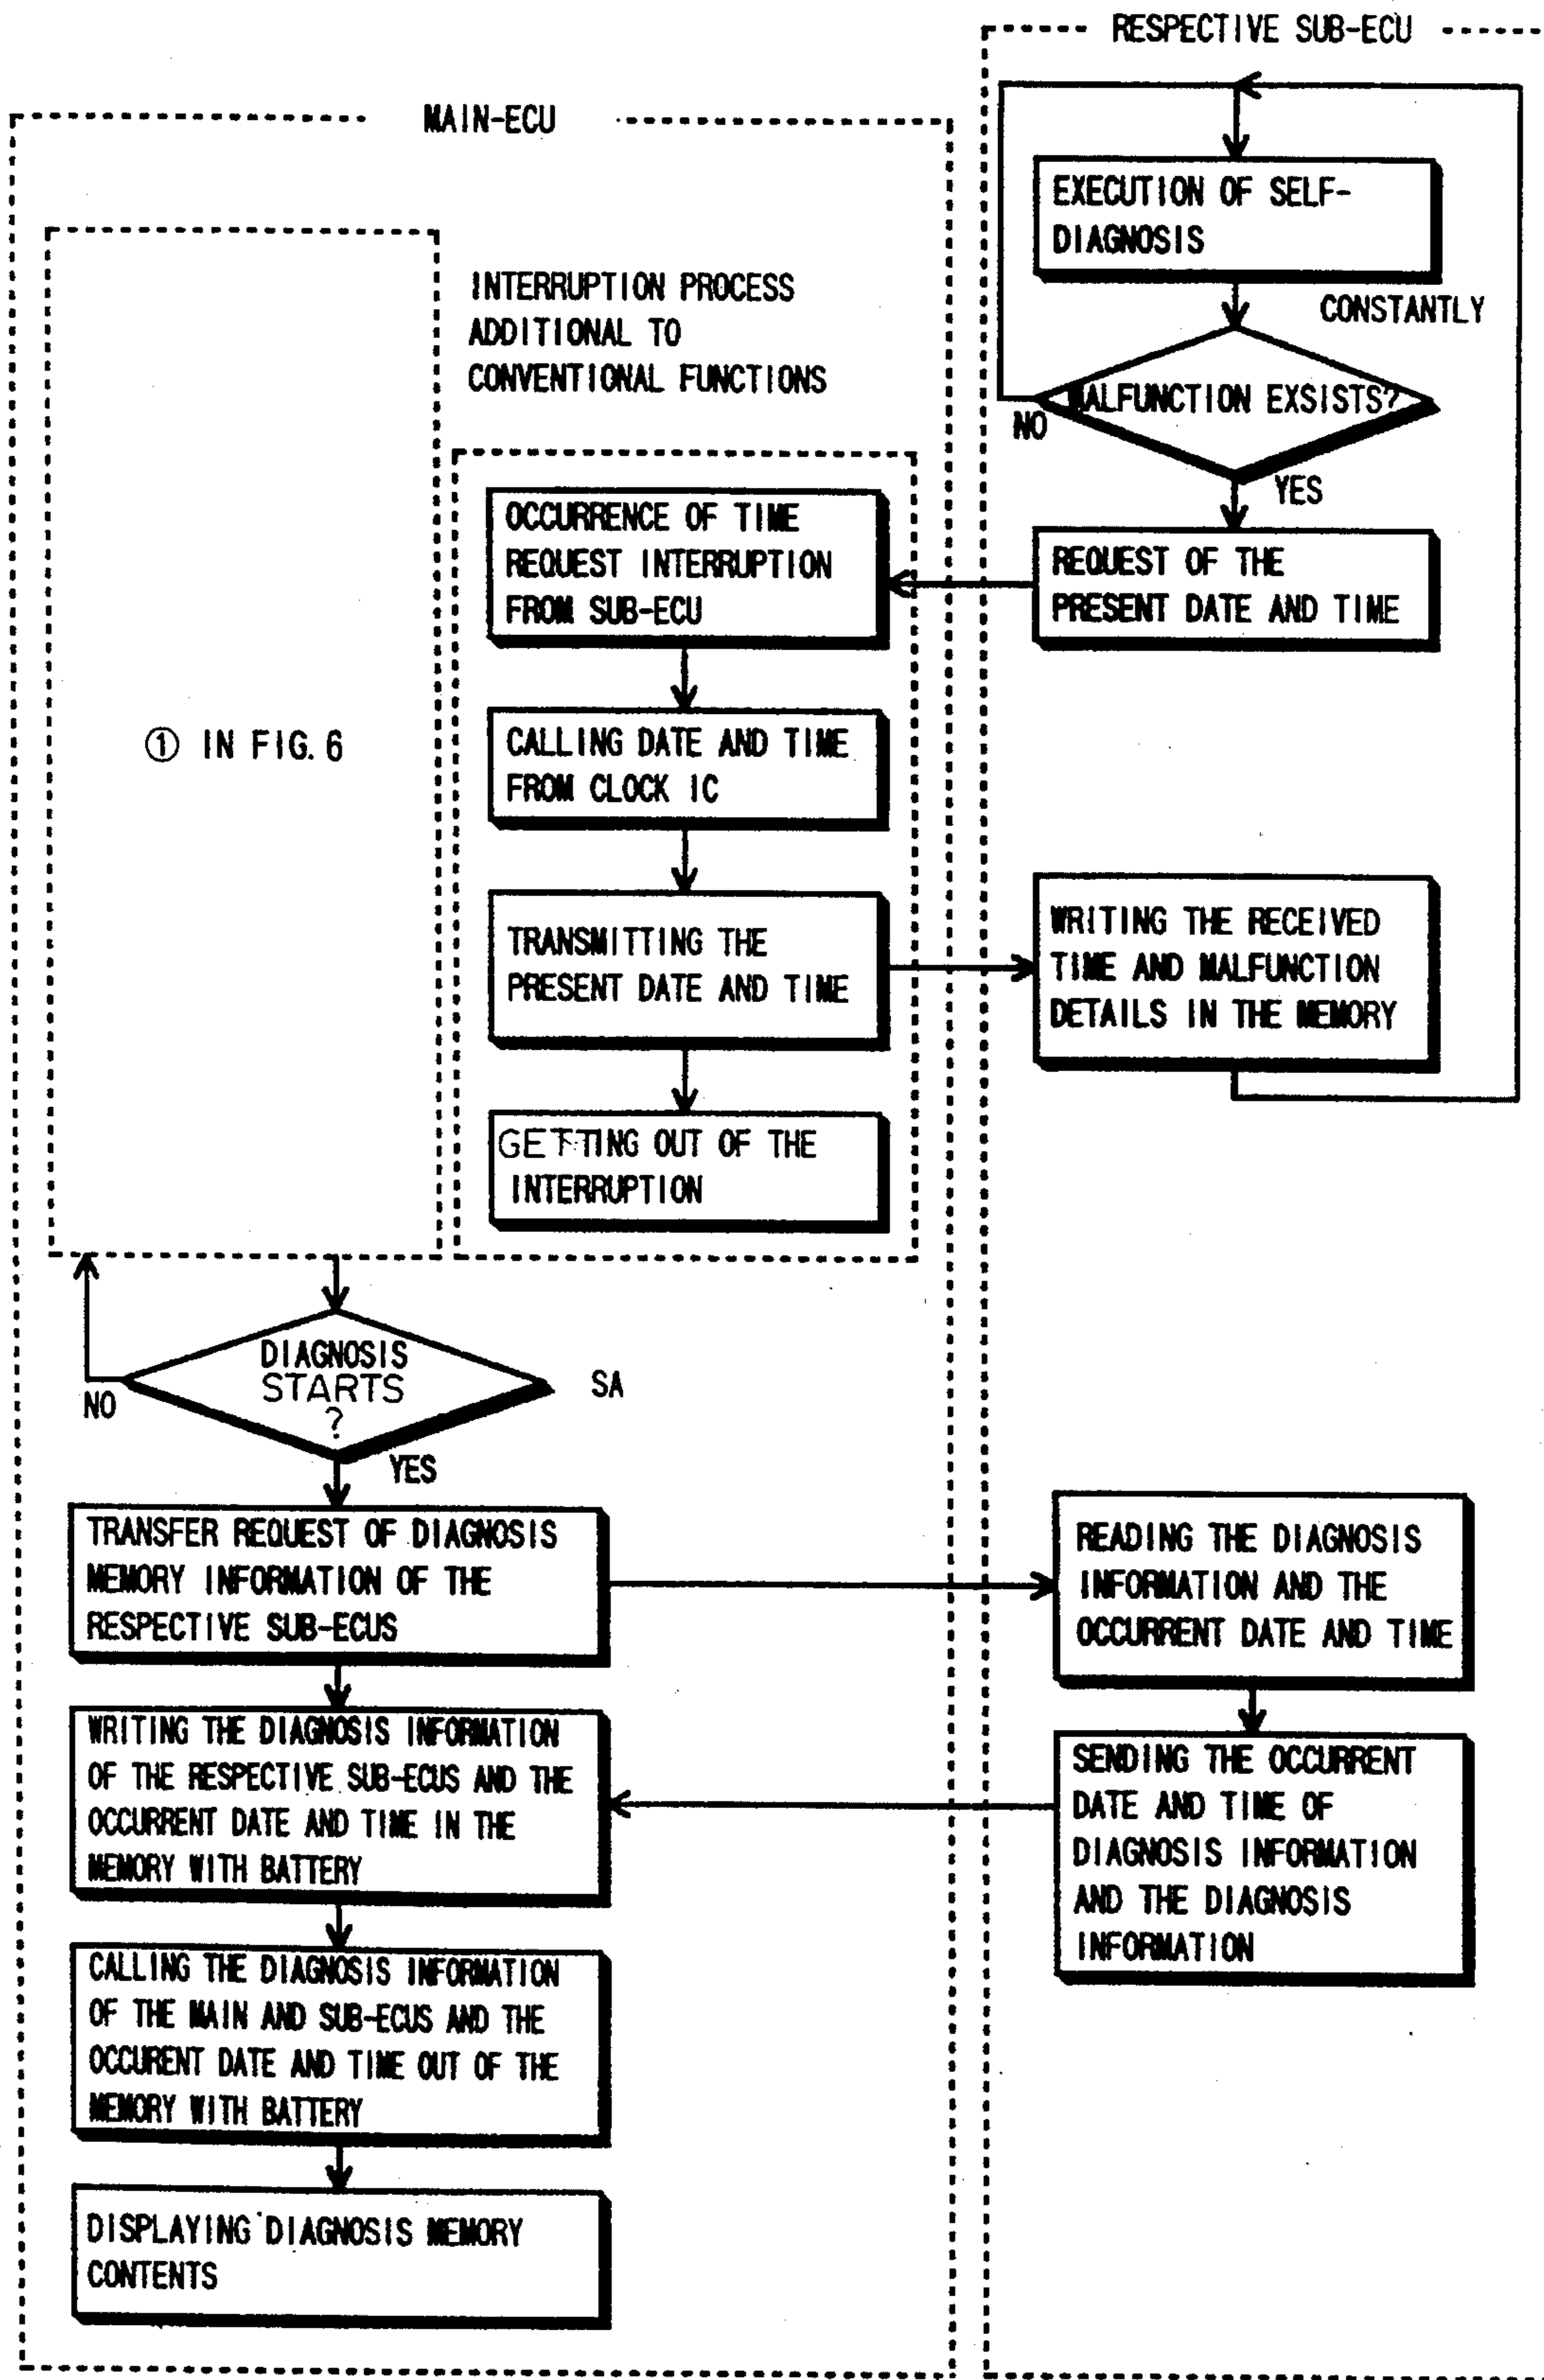 RESPECTIVE SUB-ECU
MAIN-ECU
EXECUTION OF SELF-
DIAGNOSIS
CONSTANTLY
MALFUNCTION EXSISTS?
NO
YES
REQUEST OF THE
PRESENT DATE AND TIME
INTERRUPTION PROCESS
ADDITIONAL TO
CONVENTIONAL FUNCTIONS
OCCURRENCE OF TIME
REQUEST INTERRUPTION
FROM SUB-ECU
① IN FIG. 6
CALLING DATE AND TIME
FROM CLOCK IC
TRANSMITTING THE
PRESENT DATE AND TIME
WRITING THE RECEIVED
TIME AND MALFUNCTION
DETAILS IN THE MEMORY
GETTING OUT OF THE
INTERRUPTION
DIAGNOSIS
STARTS
?
NO
SA
YES
TRANSFER REQUEST OF DIAGNOSIS
MEMORY INFORMATION OF THE
RESPECTIVE SUB-ECUS
READING THE DIAGNOSIS
INFORMATION AND THE
OCCURRENT DATE AND TIME
WRITING THE DIAGNOSIS INFORMATION
OF THE RESPECTIVE SUB-ECUS AND THE
OCCURRENT DATE AND TIME IN THE
MEMORY WITH BATTERY
SENDING THE OCCURRENT
DATE AND TIME OF
DIAGNOSIS INFORMATION
AND THE DIAGNOSIS
INFORMATION
CALLING THE DIAGNOSIS INFORMATION
OF THE MAIN AND SUB-ECUS AND THE
OCCURENT DATE AND TIME OUT OF THE
MEMORY WITH BATTERY
DISPLAYING DIAGNOSIS MEMORY
CONTENTS